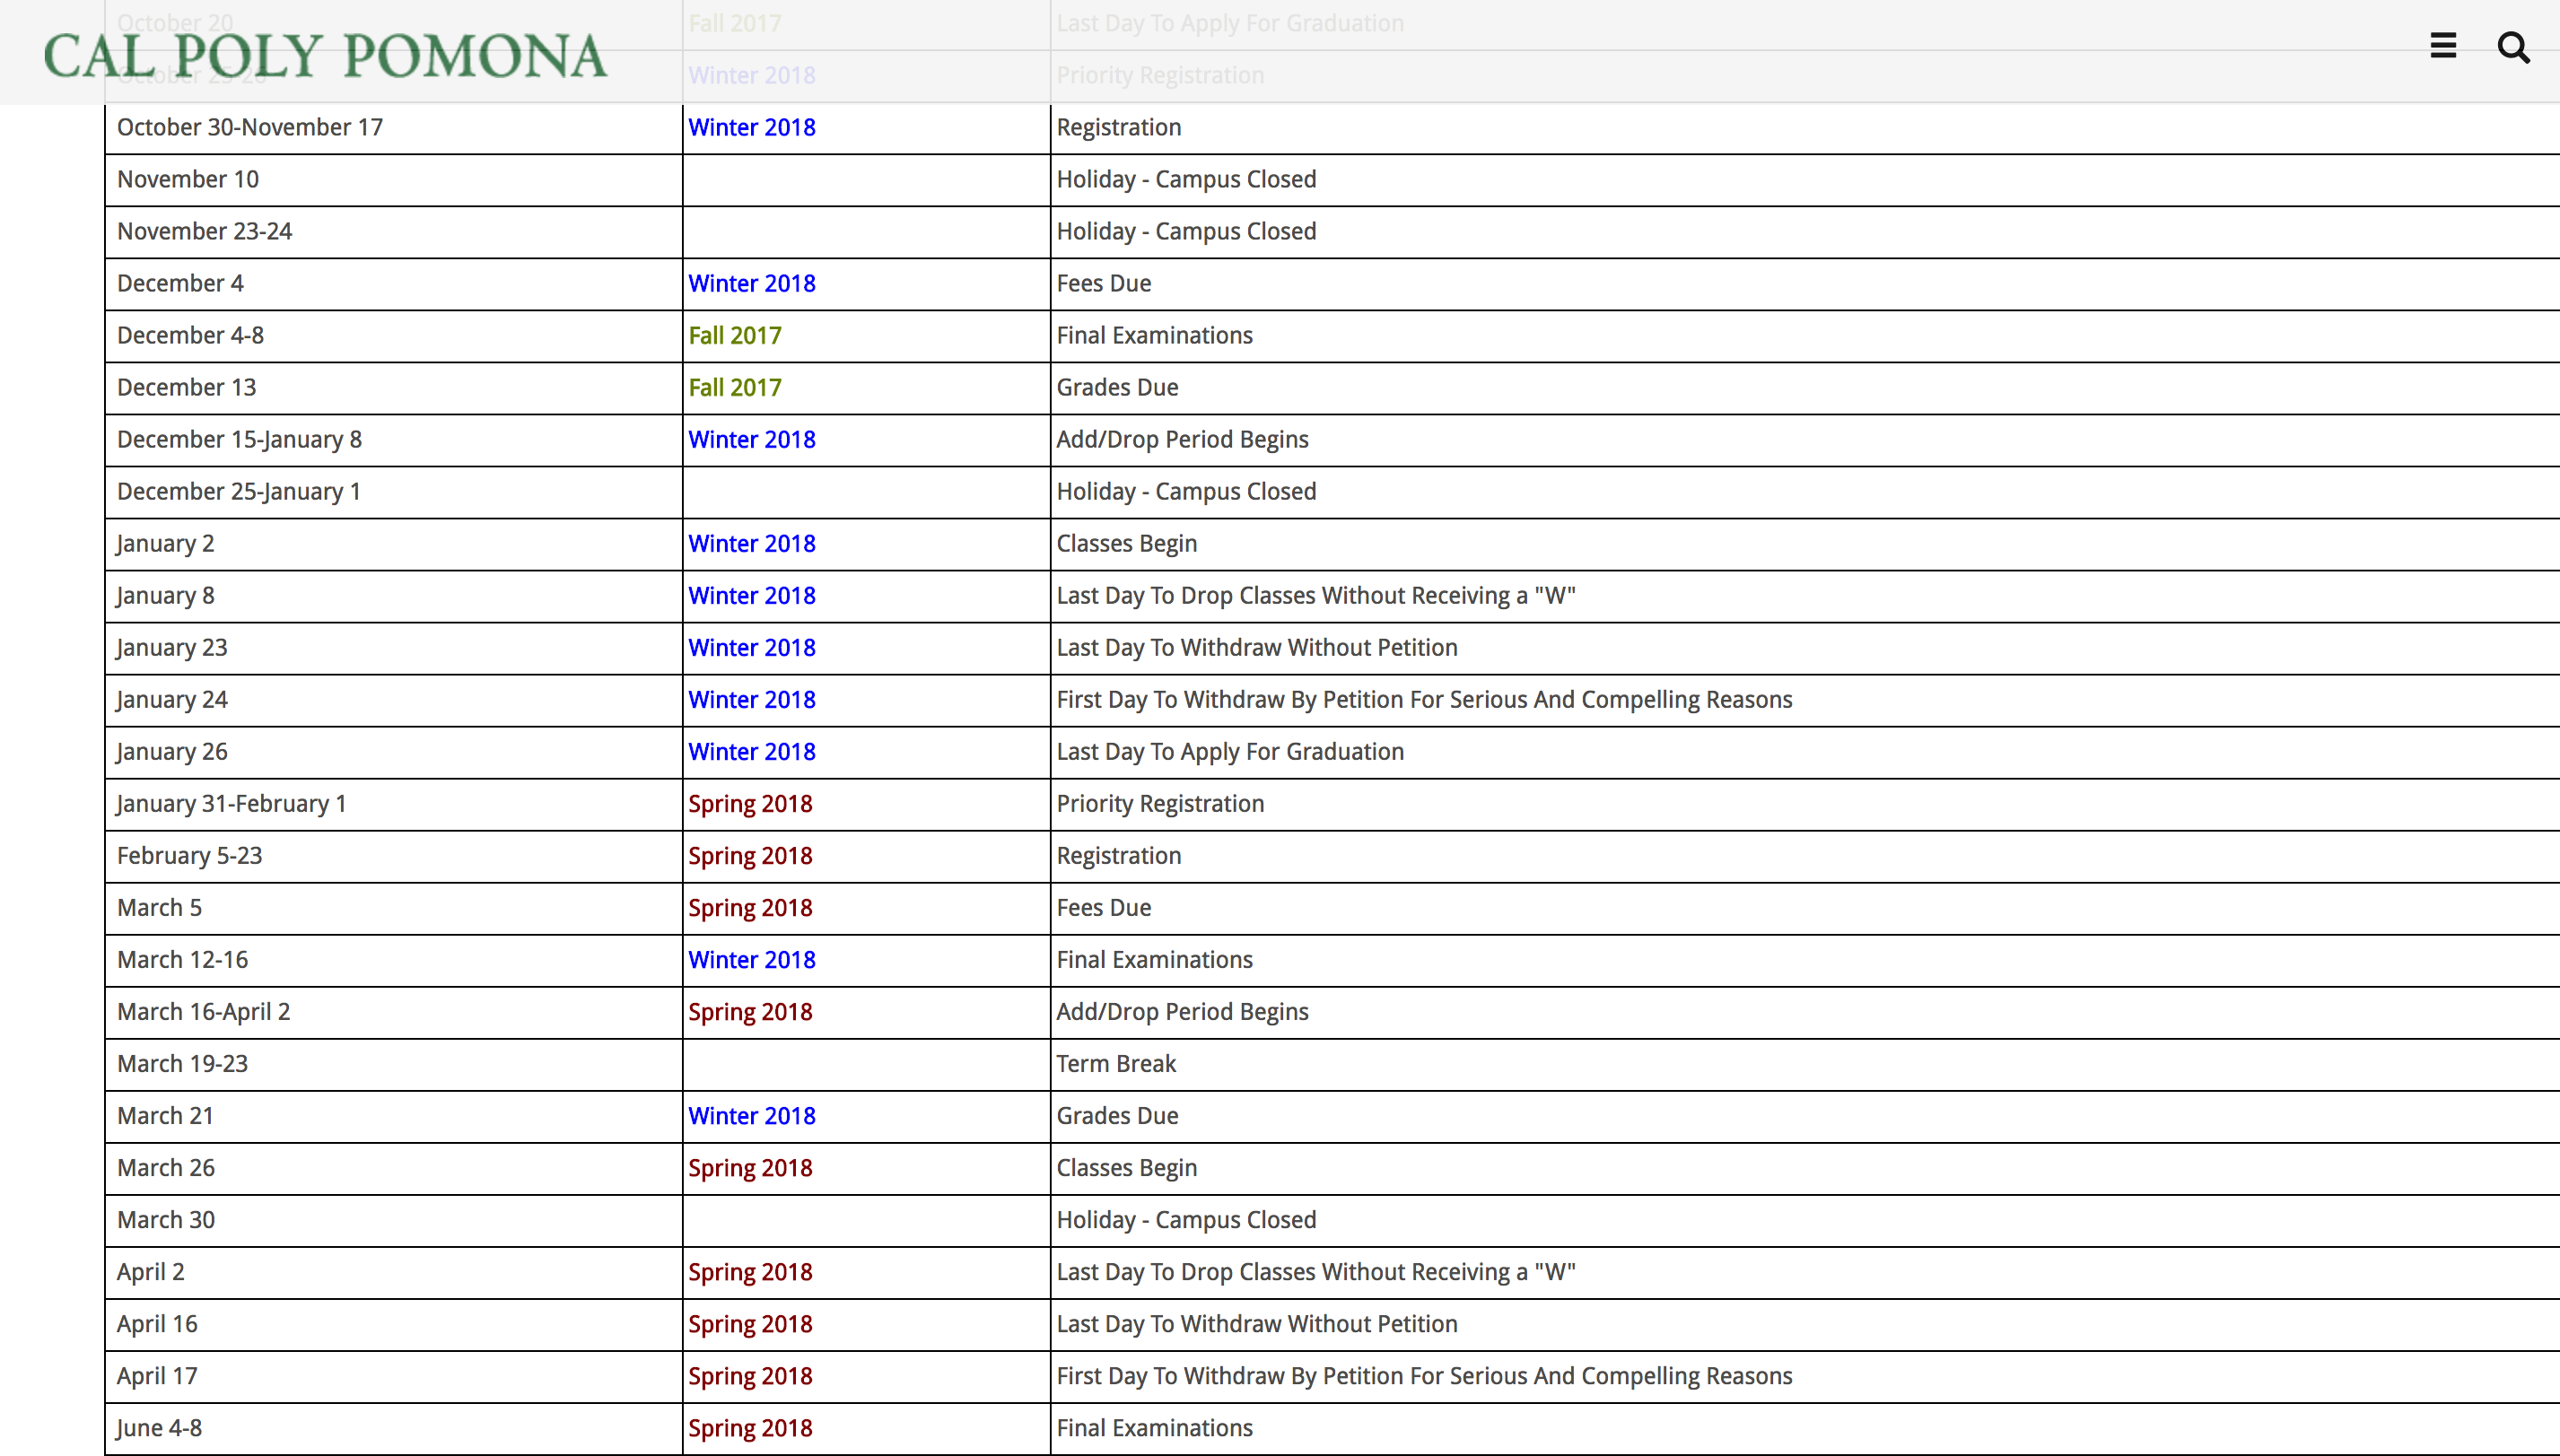 October 20 Fall 2017 Last Day To Apply For Graduation
CAL POLY POMONA
Winter 2018 Priority Registration
October 30-November 17 Winter 2018 Registration
November 10 Holiday - Campus Closed
November 23-24 Holiday - Campus Closed
December 4 Winter 2018 Fees Due
December 4-8 Fall 2017 Final Examinations
December 13 Fall 2017 Grades Due
December 15-January 8 Winter 2018 Add/Drop Period Begins
December 25-January 1 Holiday - Campus Closed
January 2 Winter 2018 Classes Begin
January 8 Winter 2018 Last Day To Drop Classes Without Receiving a "W"
January 23 Winter 2018 Last Day To Withdraw Without Petition
January 24 Winter 2018 First Day To Withdraw By Petition For Serious And Compelling Reasons
January 26 Winter 2018 Last Day To Apply For Graduation
January 31-February 1 Spring 2018 Priority Registration
February 5-23 Spring 2018 Registration
March 5 Spring 2018 Fees Due
March 12-16 Winter 2018 Final Examinations
March 16-April 2 Spring 2018 Add/Drop Period Begins
March 19-23 Term Break
March 21 Winter 2018 Grades Due
March 26 Spring 2018 Classes Begin
March 30 Holiday - Campus Closed
April 2 Spring 2018 Last Day To Drop Classes Without Receiving a "W"
April 16 Spring 2018 Last Day To Withdraw Without Petition
April 17 Spring 2018 First Day To Withdraw By Petition For Serious And Compelling Reasons
June 4-8 Spring 2018 Final Examinations